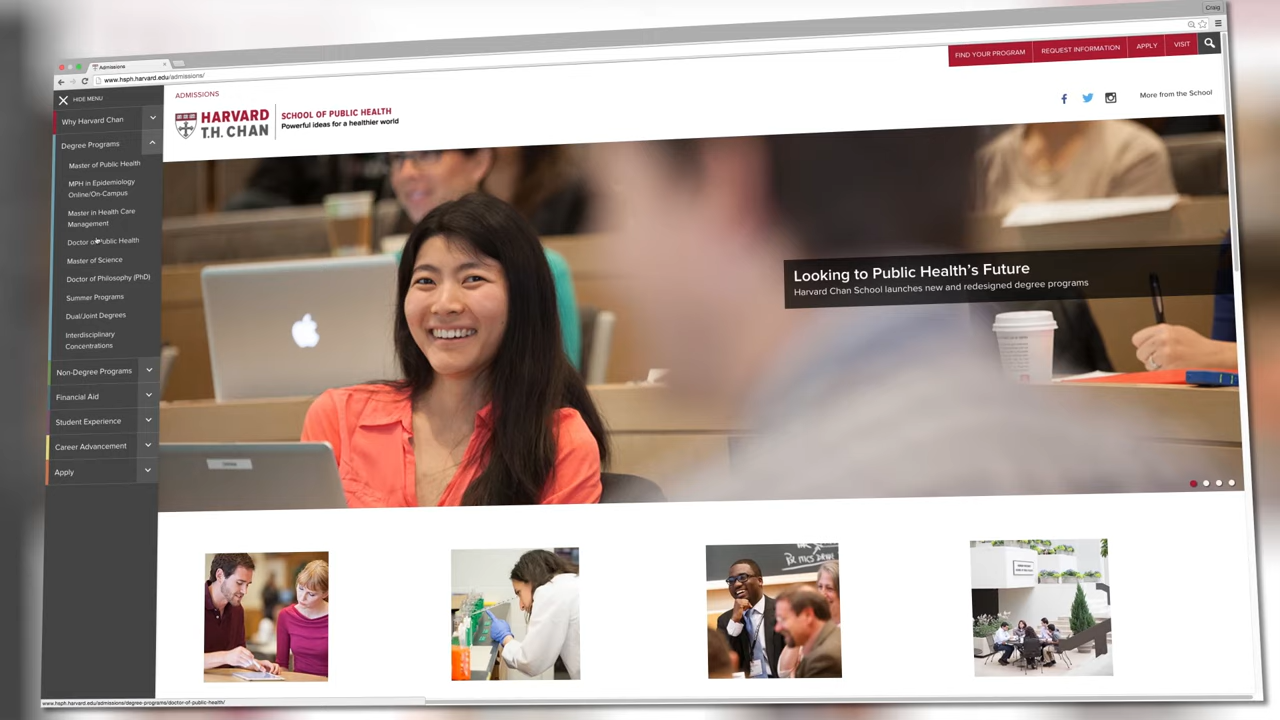 Craig
Admissions
www.hsph.harvard.edu/admissions/
FIND YOUR PROGRAM
REQUEST INFORMATION
APPLY
VISIT
HIDE MENU
ADMISSIONS
More from the School
HARVARD
T.H. CHAN
SCHOOL OF PUBLIC HEALTH
Powerful ideas for a healthier world
Why Harvard Chan
Degree Programs
Master of Public Health
MPH in Epidemiology
Online/On-Campus
Master in Health Care
Management
Doctor of Public Health
Master of Science
Doctor of Philosophy (PhD)
Summer Programs
Dual/Joint Degrees
Interdisciplinary
Concentrations
Non-Degree Programs
Financial Aid
Student Experience
Career Advancement
Apply
Looking to Public Health's Future
Harvard Chan School launches new and redesigned degree programs
www.hsph.harvard.edu/admissions/degree-programs/doctor-of-public-health/